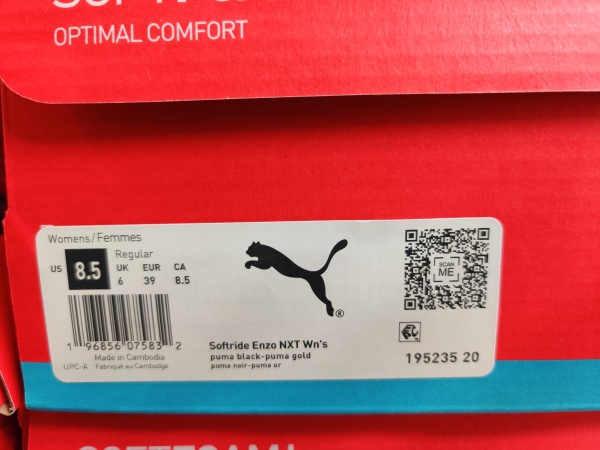 OPTIMAL COMFORT
Womens/Femmes
Regular
US 8.5 UK EUR CA
6 39 8.5
SCAN ME
®
1 96856 07583 2
Made in Cambodia
UPC-A Fabriqué au Cambodge
Softride Enzo NXT Wn's
puma black-puma gold
puma noir-puma or
195235 20